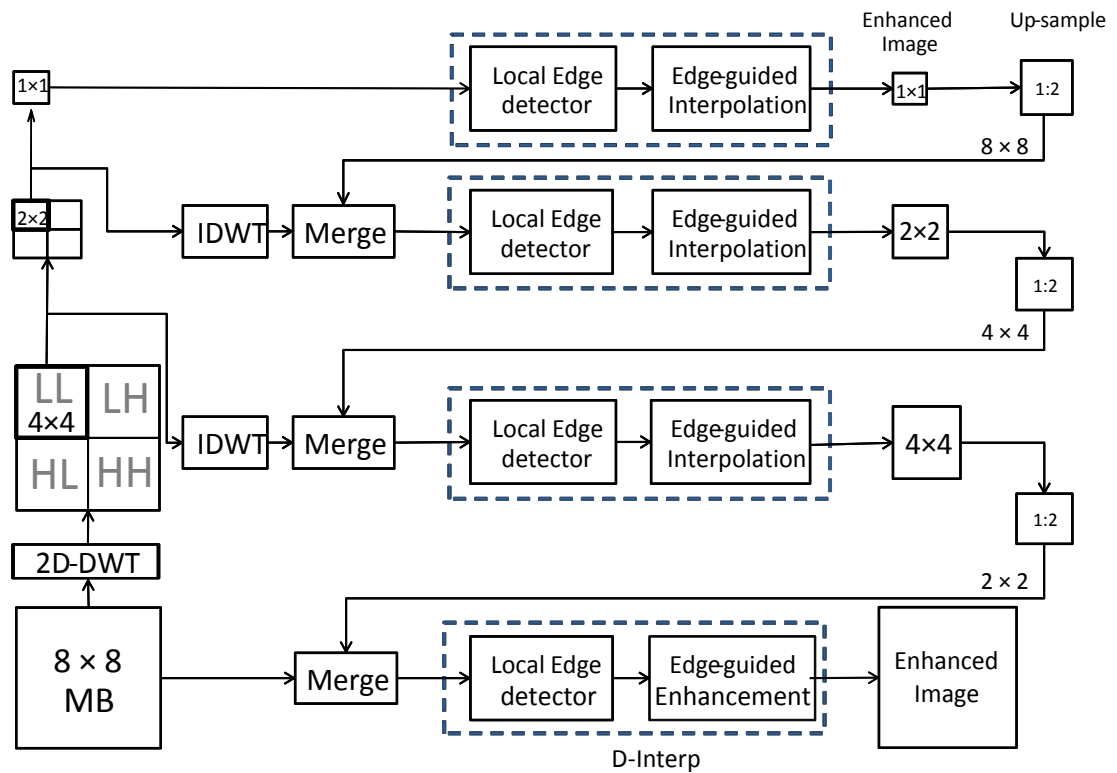 Enhanced
Image
Up-sample
1×1
Local Edge
detector
Edge-guided
Interpolation
1×1
1:2
8 × 8
2×2
IDWT
Merge
Local Edge
detector
Edge-guided
Interpolation
2×2
1:2
4 × 4
LL
4×4
LH
HL
HH
IDWT
Merge
Local Edge
detector
Edge-guided
Interpolation
4×4
1:2
2D-DWT
2 × 2
8 × 8
MB
Merge
Local Edge
detector
Edge-guided
Enhancement
Enhanced
Image
D-Interp